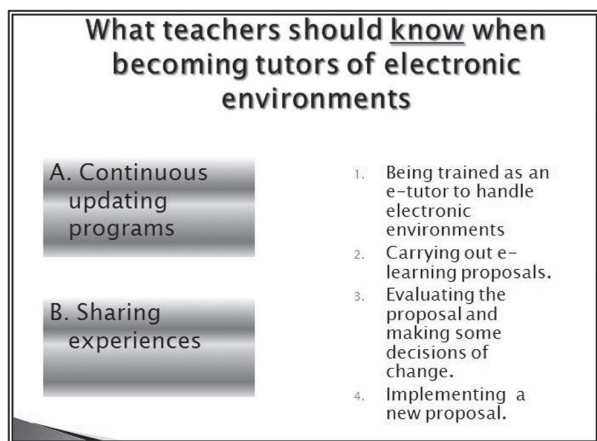 What teachers should know when
becoming tutors of electronic
environments
A. Continuous
updating
programs
B. Sharing
experiences
1. Being trained as an
e-tutor to handle
electronic
environments
2. Carrying out e-
learning proposals.
3. Evaluating the
proposal and
making some
decisions of
change.
4. Implementing a
new proposal.